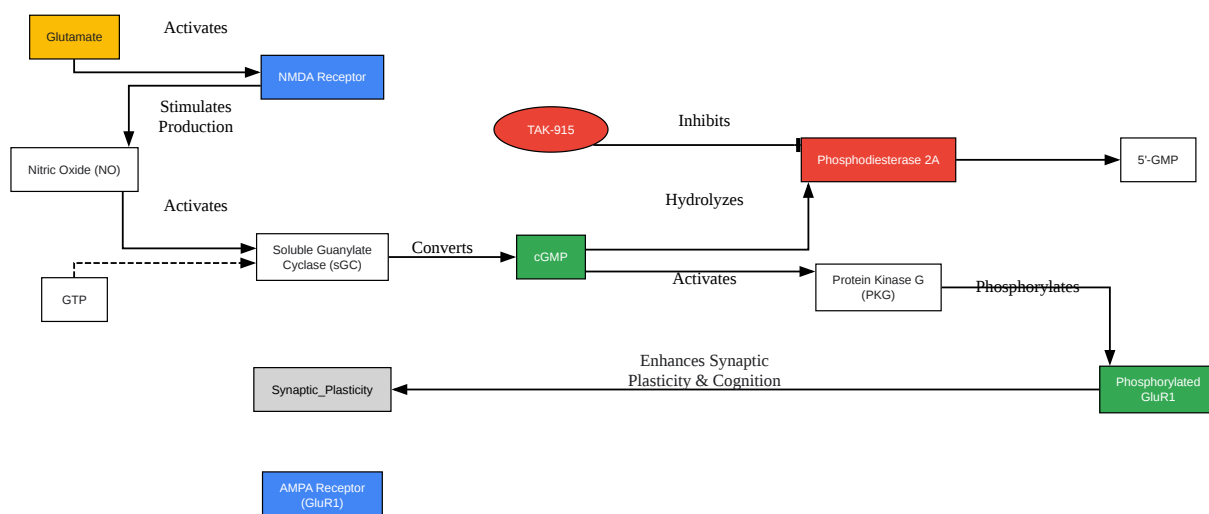 Glutamate
Activates
NMDA Receptor
Stimulates
Production
TAK-915
Inhibits
Phosphodiesterase 2A
5'-GMP
Nitric Oxide (NO)
Activates
Hydrolyzes
Soluble Guanylate
Cyclase (sGC)
Converts
cGMP
Activates
Protein Kinase G
(PKG)
Phosphorylates
GTP
Enhances Synaptic
Plasticity & Cognition
Synaptic_Plasticity
Phosphorylated
GluR1
AMPA Receptor
(GluR1)